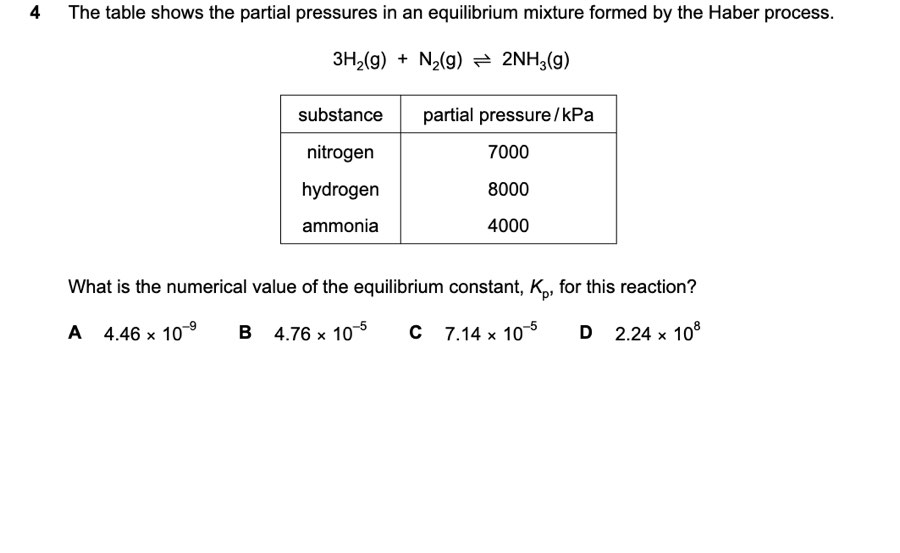 4 The table shows the partial pressures in an equilibrium mixture formed by the Haber process.
3H₂(g) + N₂(g) ⇌ 2NH₃(g)
substance partial pressure / kPa
nitrogen 7000
hydrogen 8000
ammonia 4000
What is the numerical value of the equilibrium constant, Kₚ, for this reaction?
A 4.46 × 10⁻⁹ B 4.76 × 10⁻⁵ C 7.14 × 10⁻⁵ D 2.24 × 10⁸